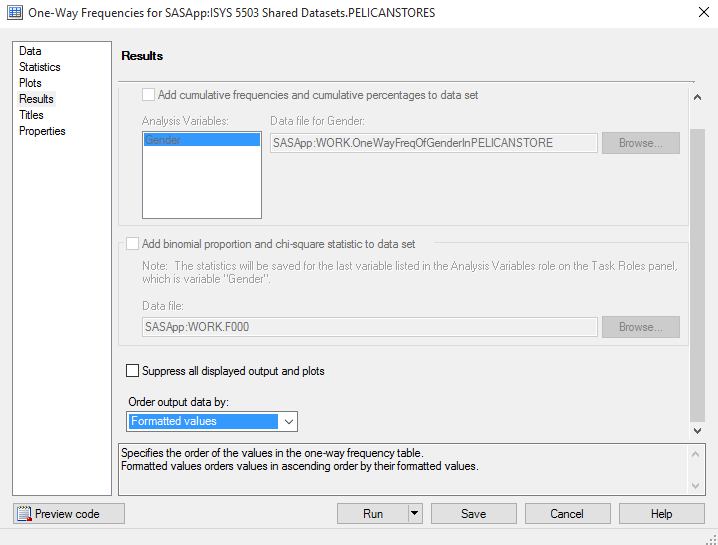 One-Way Frequencies for SASApp:ISYS 5503 Shared Datasets.PELICANSTORES
Data
Statistics
Plots
Results
Titles
Properties
Results
Add cumulative frequencies and cumulative percentages to data set
Analysis Variables:
Data file for Gender:
Gender
SASApp:WORK.OneWayFreqOfGenderInPELICANSTORE
Browse...
Add binomial proportion and chi-square statistic to data set
Note: The statistics will be saved for the last variable listed in the Analysis Variables role on the Task Roles panel,
which is variable "Gender".
Data file:
SASApp:WORK.F000
Browse...
Suppress all displayed output and plots
Order output data by:
Formatted values
Specifies the order of the values in the one-way frequency table.
Formatted values orders values in ascending order by their formatted values.
Preview code
Run
Save
Cancel
Help